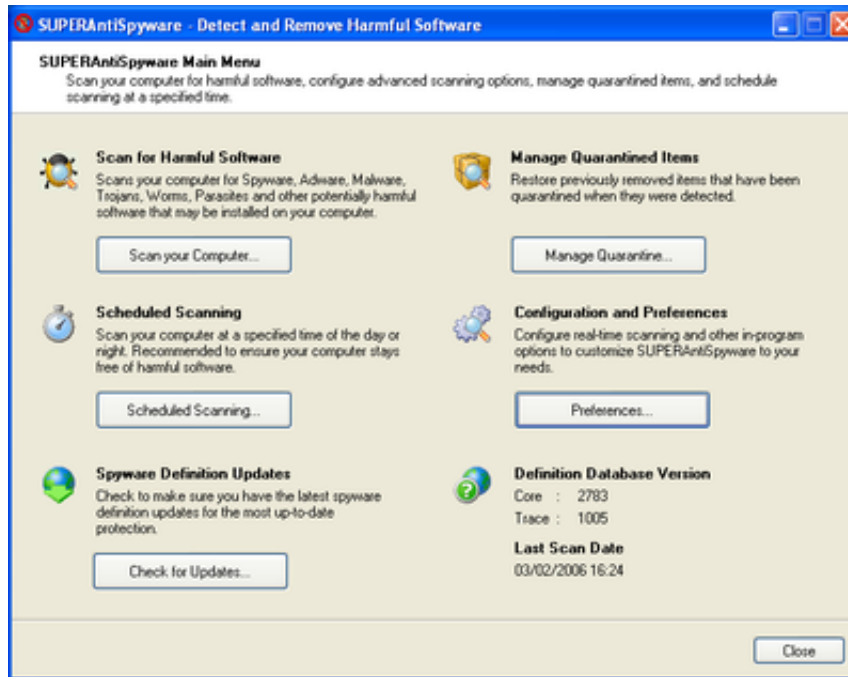 SUPERAntiSpyware - Detect and Remove Harmful Software
SUPERAntiSpyware Main Menu
Scan your computer for harmful software, configure advanced scanning options, manage quarantined items, and schedule
scanning at a specified time.
Scan for Harmful Software
Scans your computer for Spyware, Adware, Malware,
Trojans, Worms, Parasites and other potentially harmful
software that may be installed on your computer.
Scan your Computer...
Manage Quarantined Items
Restore previously removed items that have been
quarantined when they were detected.
Manage Quarantine...
Scheduled Scanning
Scan your computer at a specified time of the day or
night. Recommended to ensure your computer stays
free of harmful software.
Scheduled Scanning...
Configuration and Preferences
Configure real-time scanning and other in-program
options to customize SUPERAntiSpyware to your
needs.
Preferences...
Spyware Definition Updates
Check to make sure you have the latest spyware
definition updates for the most up-to-date
protection.
Check for Updates...
Definition Database Version
Core : 2783
Trace : 1005
Last Scan Date
03/02/2006 16:24
Close